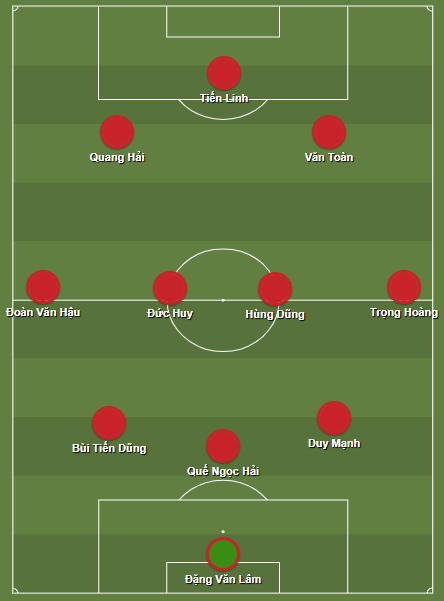 Tiến Linh
Quang Hải
Văn Toàn
Đoàn Văn Hậu
Đức Huy
Hùng Dũng
Trọng Hoàng
Bùi Tiến Dũng
Quế Ngọc Hải
Duy Mạnh
Đặng Văn Lâm